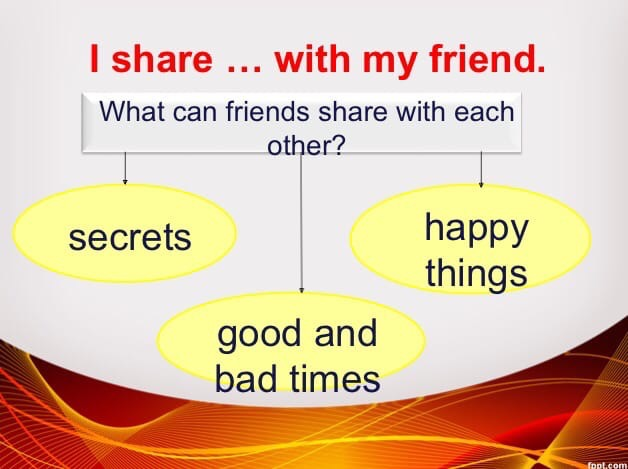 I share … with my friend.
What can friends share with each
other?
secrets
happy
things
good and
bad times
fppt.com